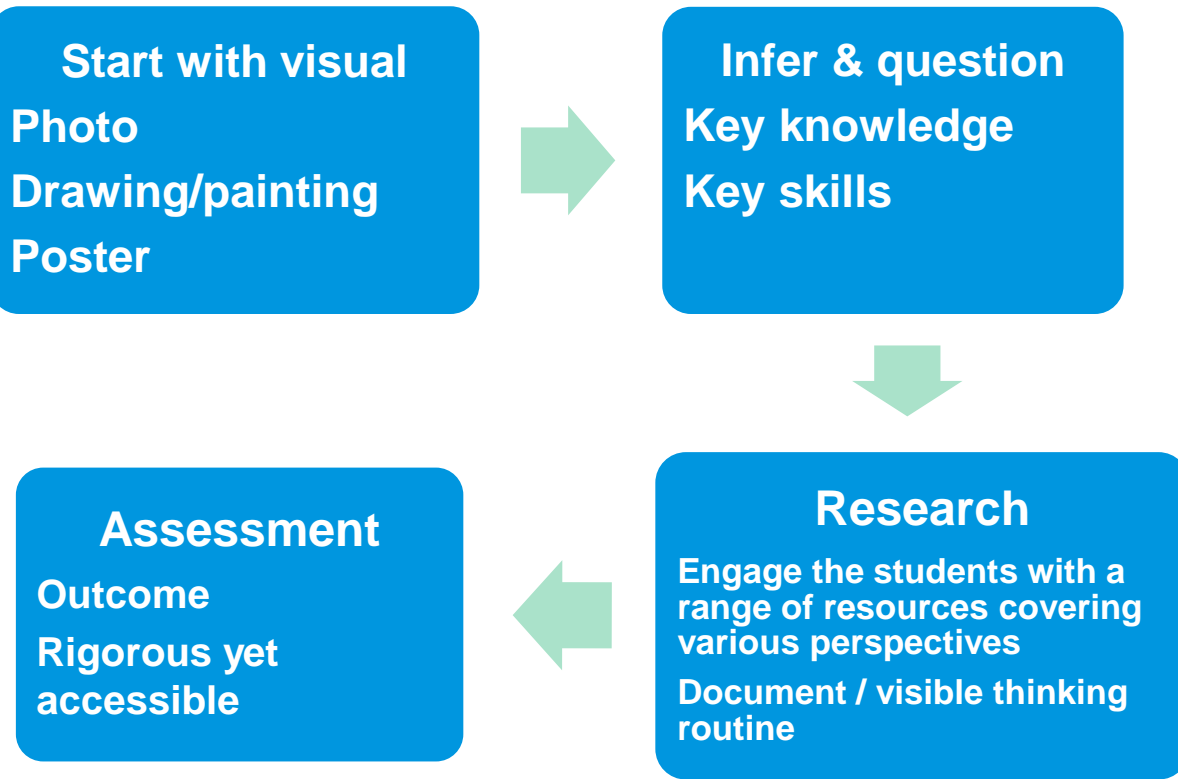 Start with visual
Photo
Drawing/painting
Poster
Infer & question
Key knowledge
Key skills
Research
Engage the students with a
range of resources covering
various perspectives
Document / visible thinking
routine
Assessment
Outcome
Rigorous yet
accessible